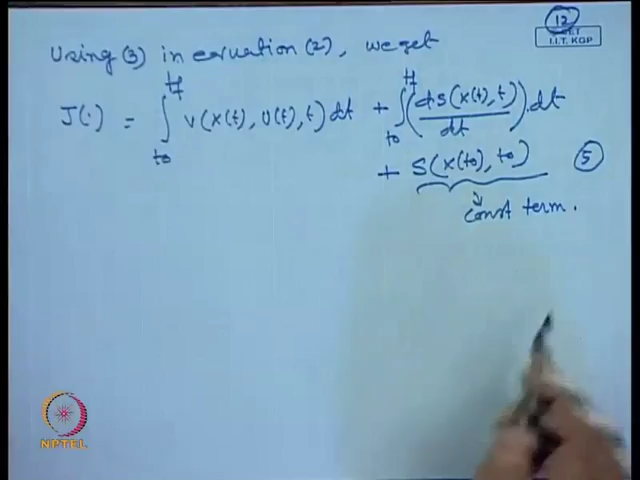 12
I.I.T. KGP
Using (3) in equation (2), we get
J(.) = ∫_{t0}^{tf} V(x(t), u(t), t) dt + ∫_{t0}^{tf} (dS(x(t), t)/dt) dt
+ S(x(t0), t0) (5)
const term.
NPTEL